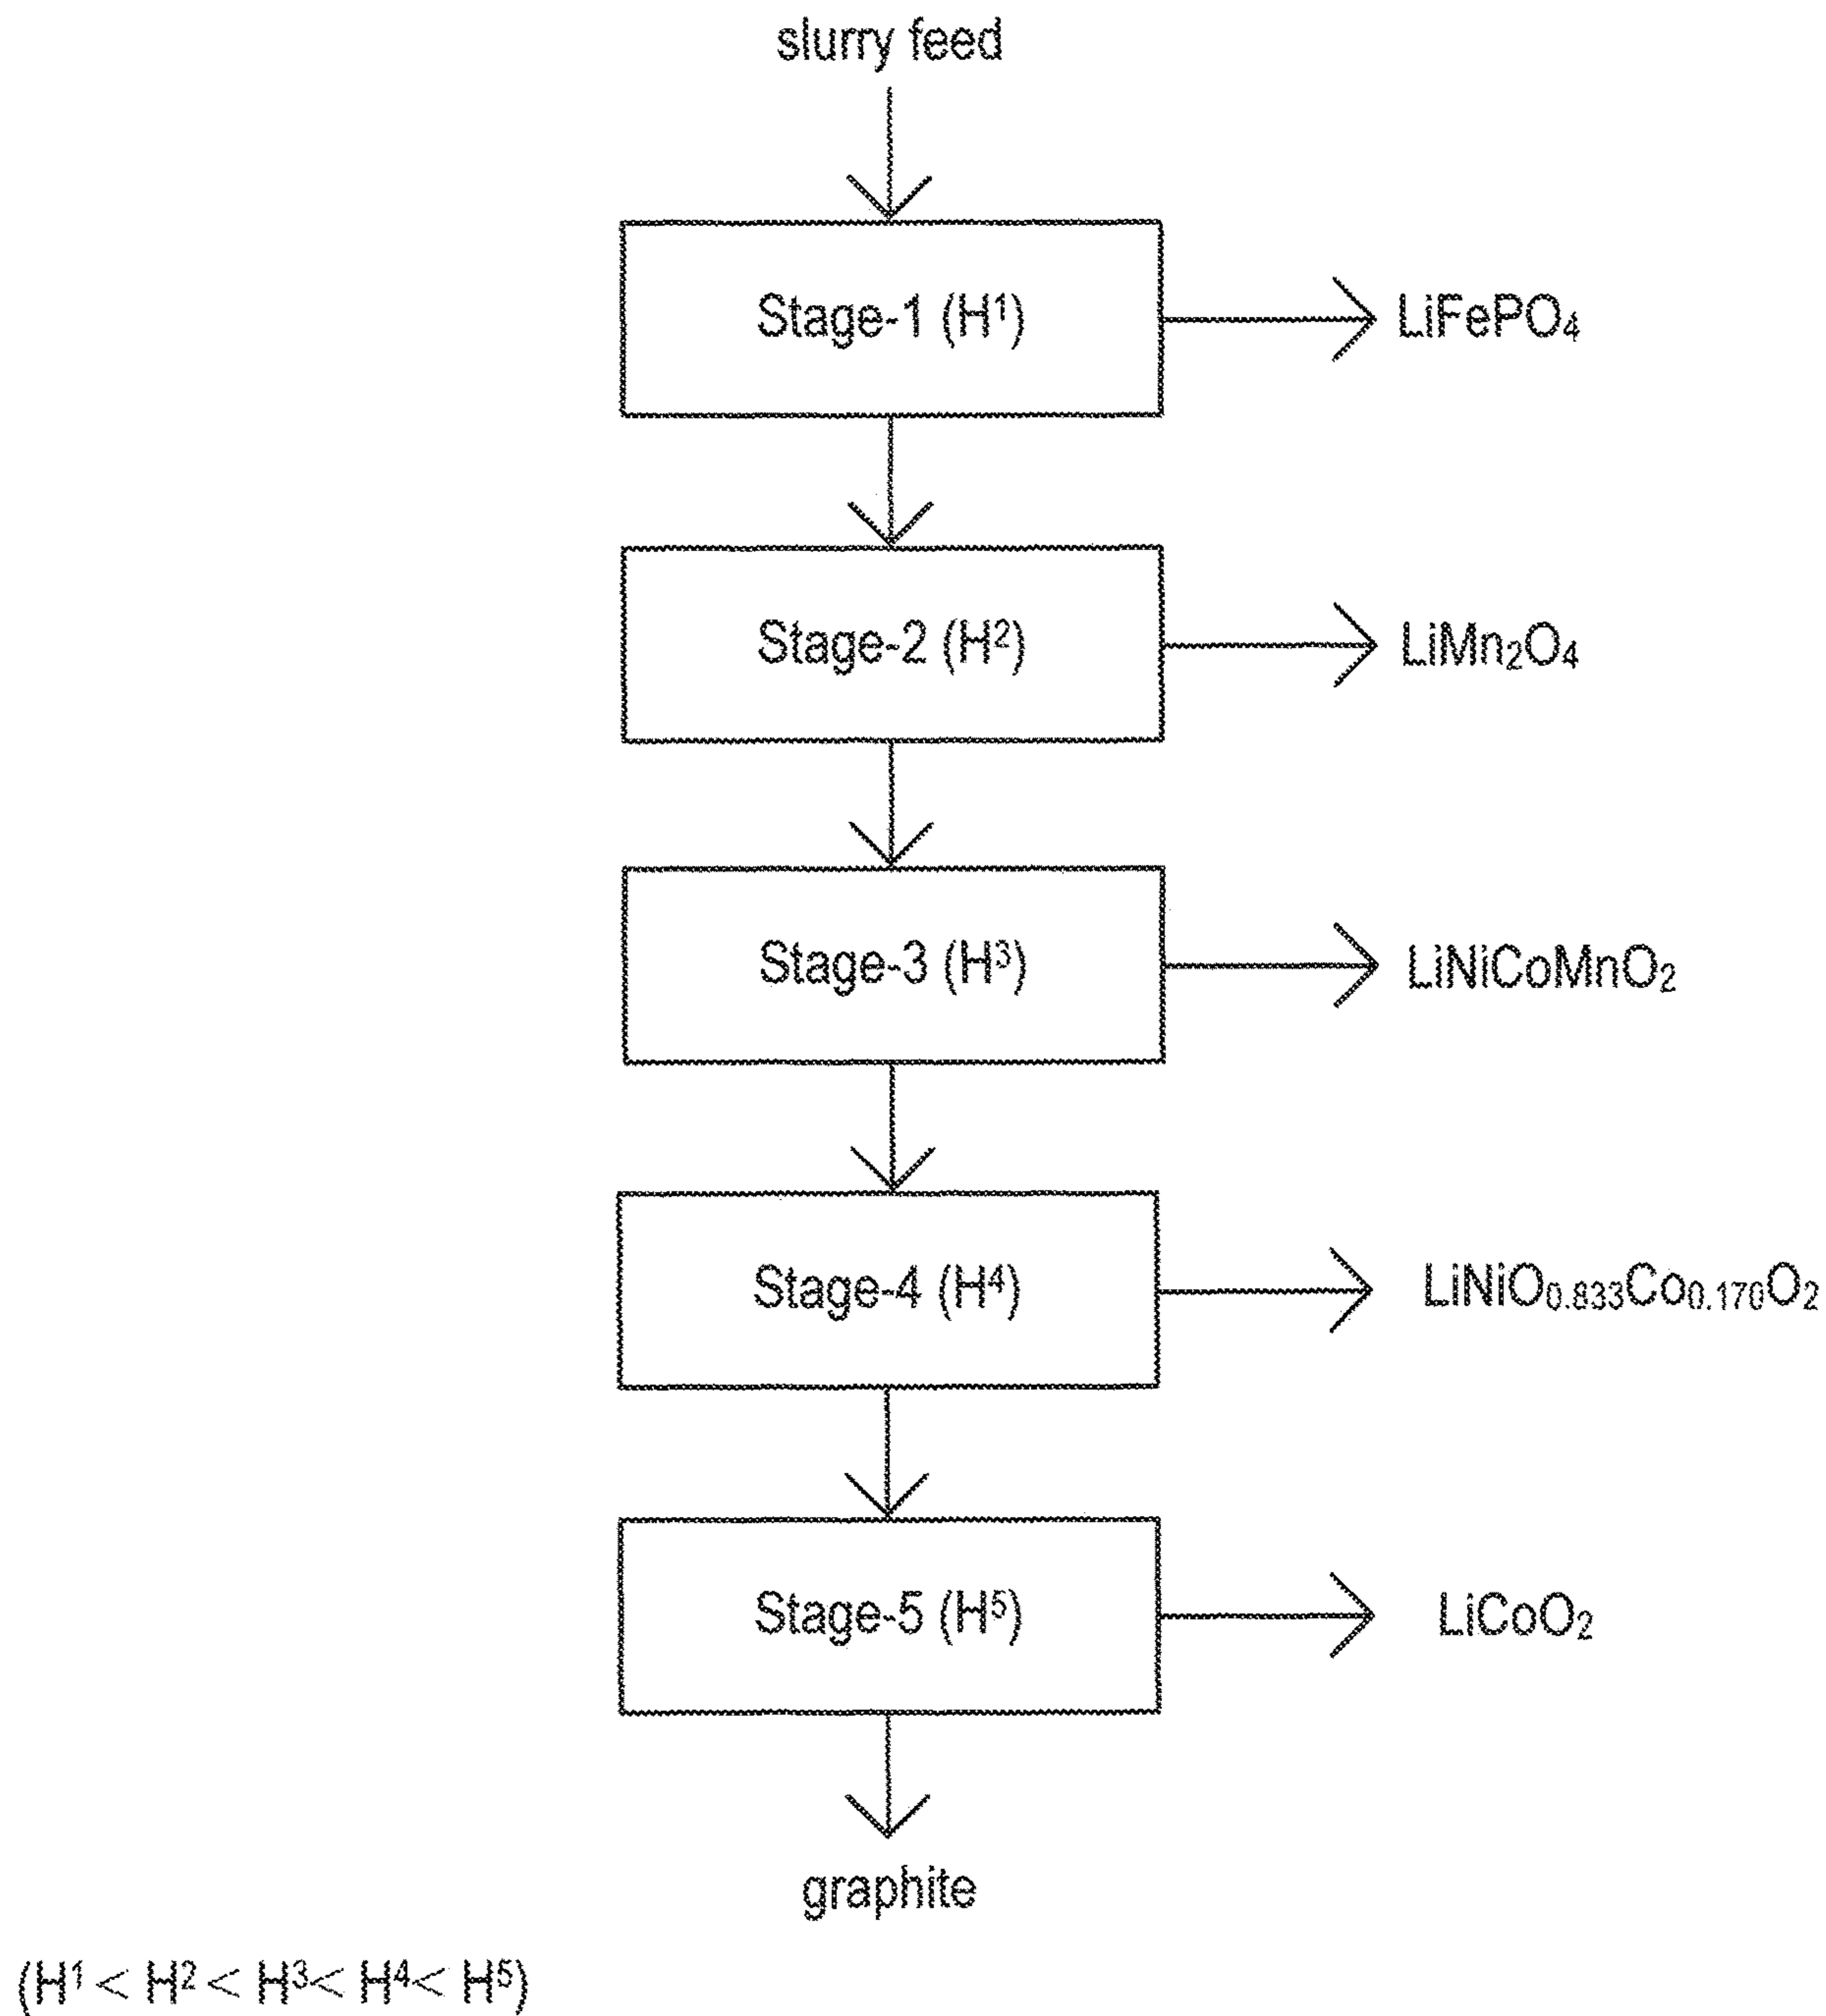 slurry feed
Stage-1 (H¹)
LiFePO₄
Stage-2 (H²)
LiMn₂O₄
Stage-3 (H³)
LiNiCoMnO₂
Stage-4 (H⁴)
LiNiO₀.₈₃₃Co₀.₁₇₀O₂
Stage-5 (H⁵)
LiCoO₂
graphite
(H¹ < H² < H³< H⁴< H⁵)